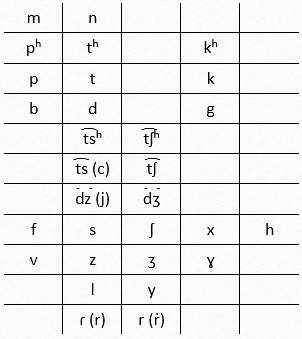 m n
pʰ tʰ kʰ
p t k
b d g
t͡sʰ t͡ʃʰ
t͡s (c) t͡ʃ
d͡z (j) d͡ʒ
f s ʃ x h
v z ʒ ɣ
l y
ɾ (r) r (ṙ)